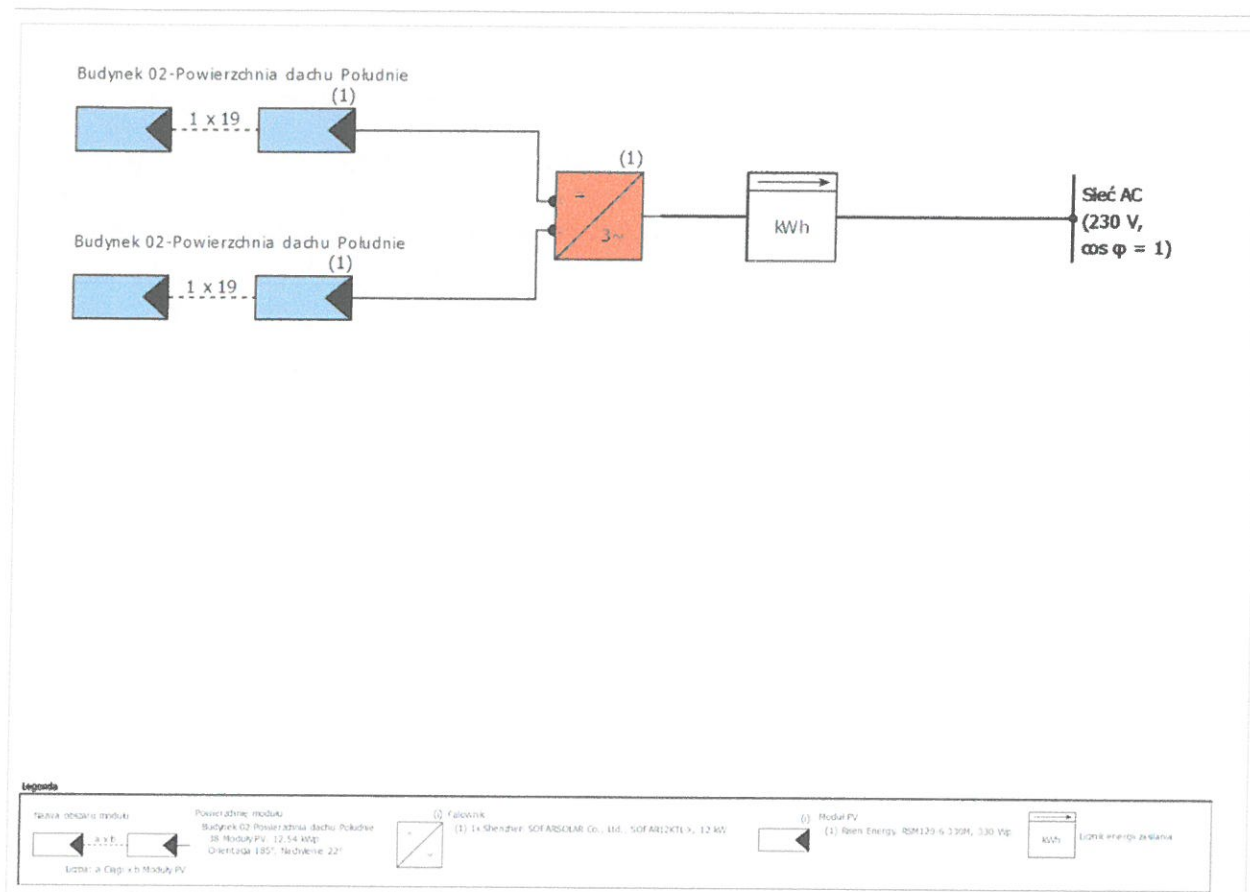 Budynek 02-Powierzchnia dachu Południe
(1)
1 x 19
(1)
=
3~
kWh
Sieć AC
(230 V,
cos φ = 1)
Budynek 02-Powierzchnia dachu Południe
(1)
1 x 19
Legenda
Nazwa obszaru modułu
a x b
Liczba: a Ciągi x b Moduły PV
Powierzchnię modułu
Budynek 02-Powierzchnia dachu Południe
38 Moduły PV: 12,54 kWp
Orientacja 185°, Nachylenie 22°
(i) Falownik
(1) 1x Shenzhen SOFARSOLAR Co., Ltd., SOFAR12KTL-X, 12 kW
(i) Moduł PV
(1) Risen Energy, RSM120-6-330M, 330 Wp
kWh
Licznik energii zasilania